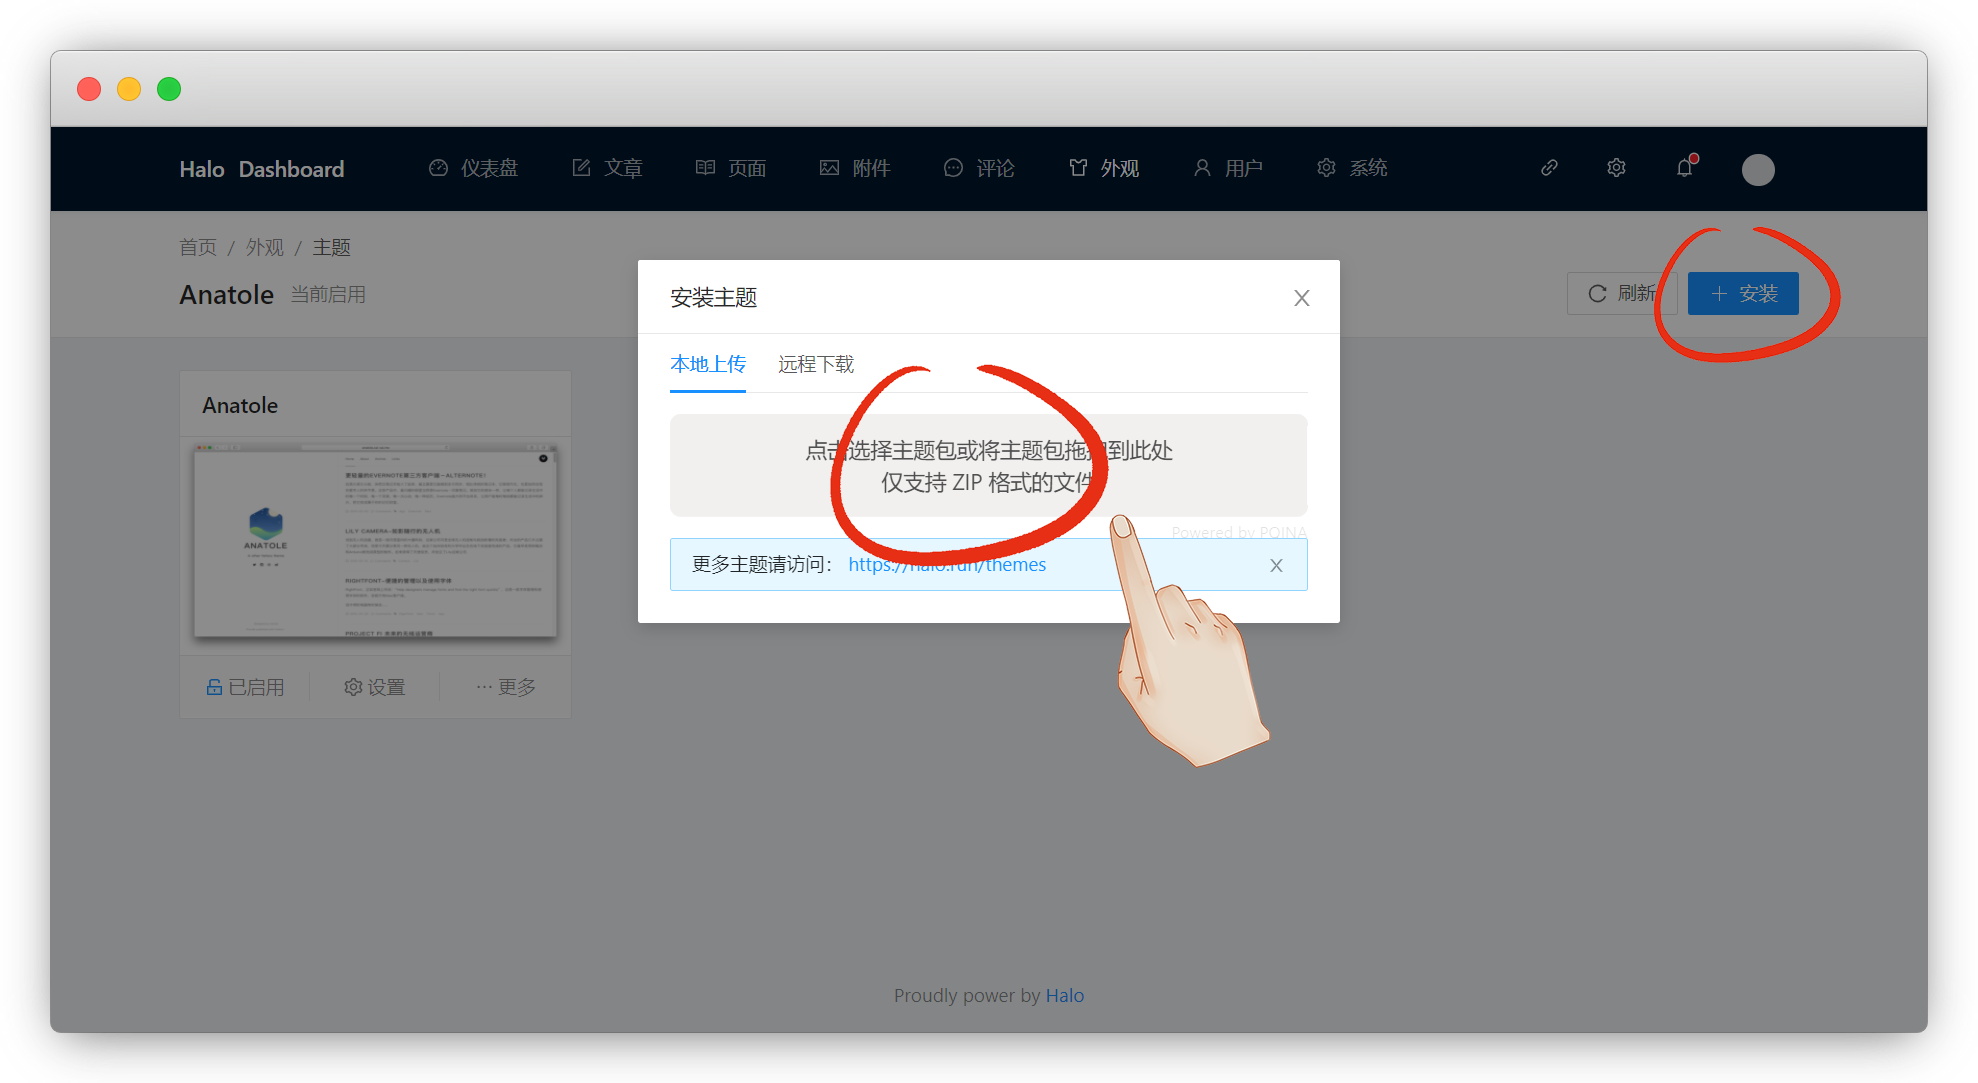 Halo Dashboard 仪表盘 文章 页面 附件 评论 外观 用户 系统
首页 / 外观 / 主题
Anatole 当前启用
刷新 安装
Anatole
ANATOLE
已启用 设置 更多
安装主题
本地上传 远程下载
点击选择主题包或将主题包拖拽到此处
仅支持 ZIP 格式的文件
Powered by PQINA
更多主题请访问： https://halo.run/themes
Proudly power by Halo